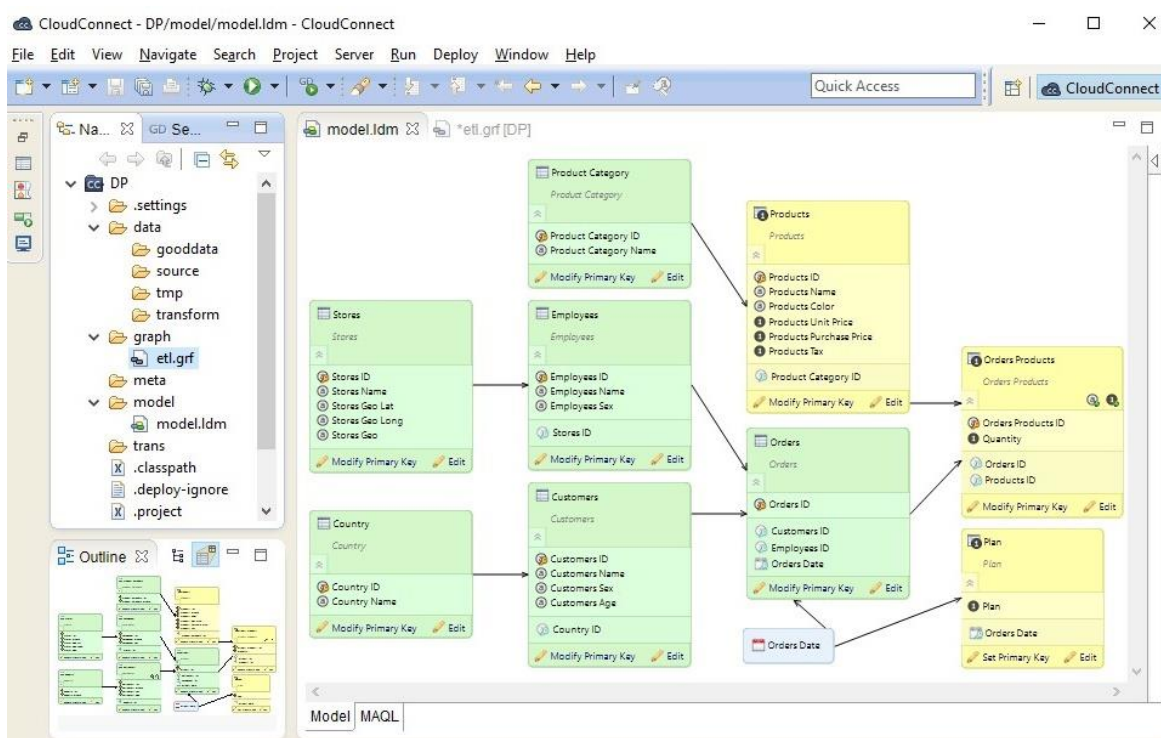 CloudConnect - DP/model/model.ldm - CloudConnect
File Edit View Navigate Search Project Server Run Deploy Window Help
Quick Access
CloudConnect
Na...
GD Se...
DP
.settings
data
gooddata
source
tmp
transform
graph
etl.grf
meta
model
model.ldm
trans
.classpath
.deploy-ignore
.project
Outline
model.ldm
*etl.grf [DP]
Product Category
Product Category
Product Category ID
Product Category Name
Modify Primary Key Edit
Products
Products
Products ID
Products Name
Products Color
Products Unit Price
Products Purchase Price
Products Tax
Product Category ID
Modify Primary Key Edit
Stores
Stores
Stores ID
Stores Name
Stores Geo Lat
Stores Geo Long
Stores Geo
Modify Primary Key Edit
Employees
Employees
Employees ID
Employees Name
Employees Sex
Stores ID
Modify Primary Key Edit
Orders Products
Orders Products
Orders Products ID
Quantity
Orders ID
Products ID
Modify Primary Key Edit
Orders
Orders
Orders ID
Customers ID
Employees ID
Orders Date
Modify Primary Key Edit
Country
Country
Country ID
Country Name
Modify Primary Key Edit
Customers
Customers
Customers ID
Customers Name
Customers Sex
Customers Age
Country ID
Modify Primary Key Edit
Plan
Plan
Plan
Orders Date
Set Primary Key Edit
Orders Date
Model MAQL